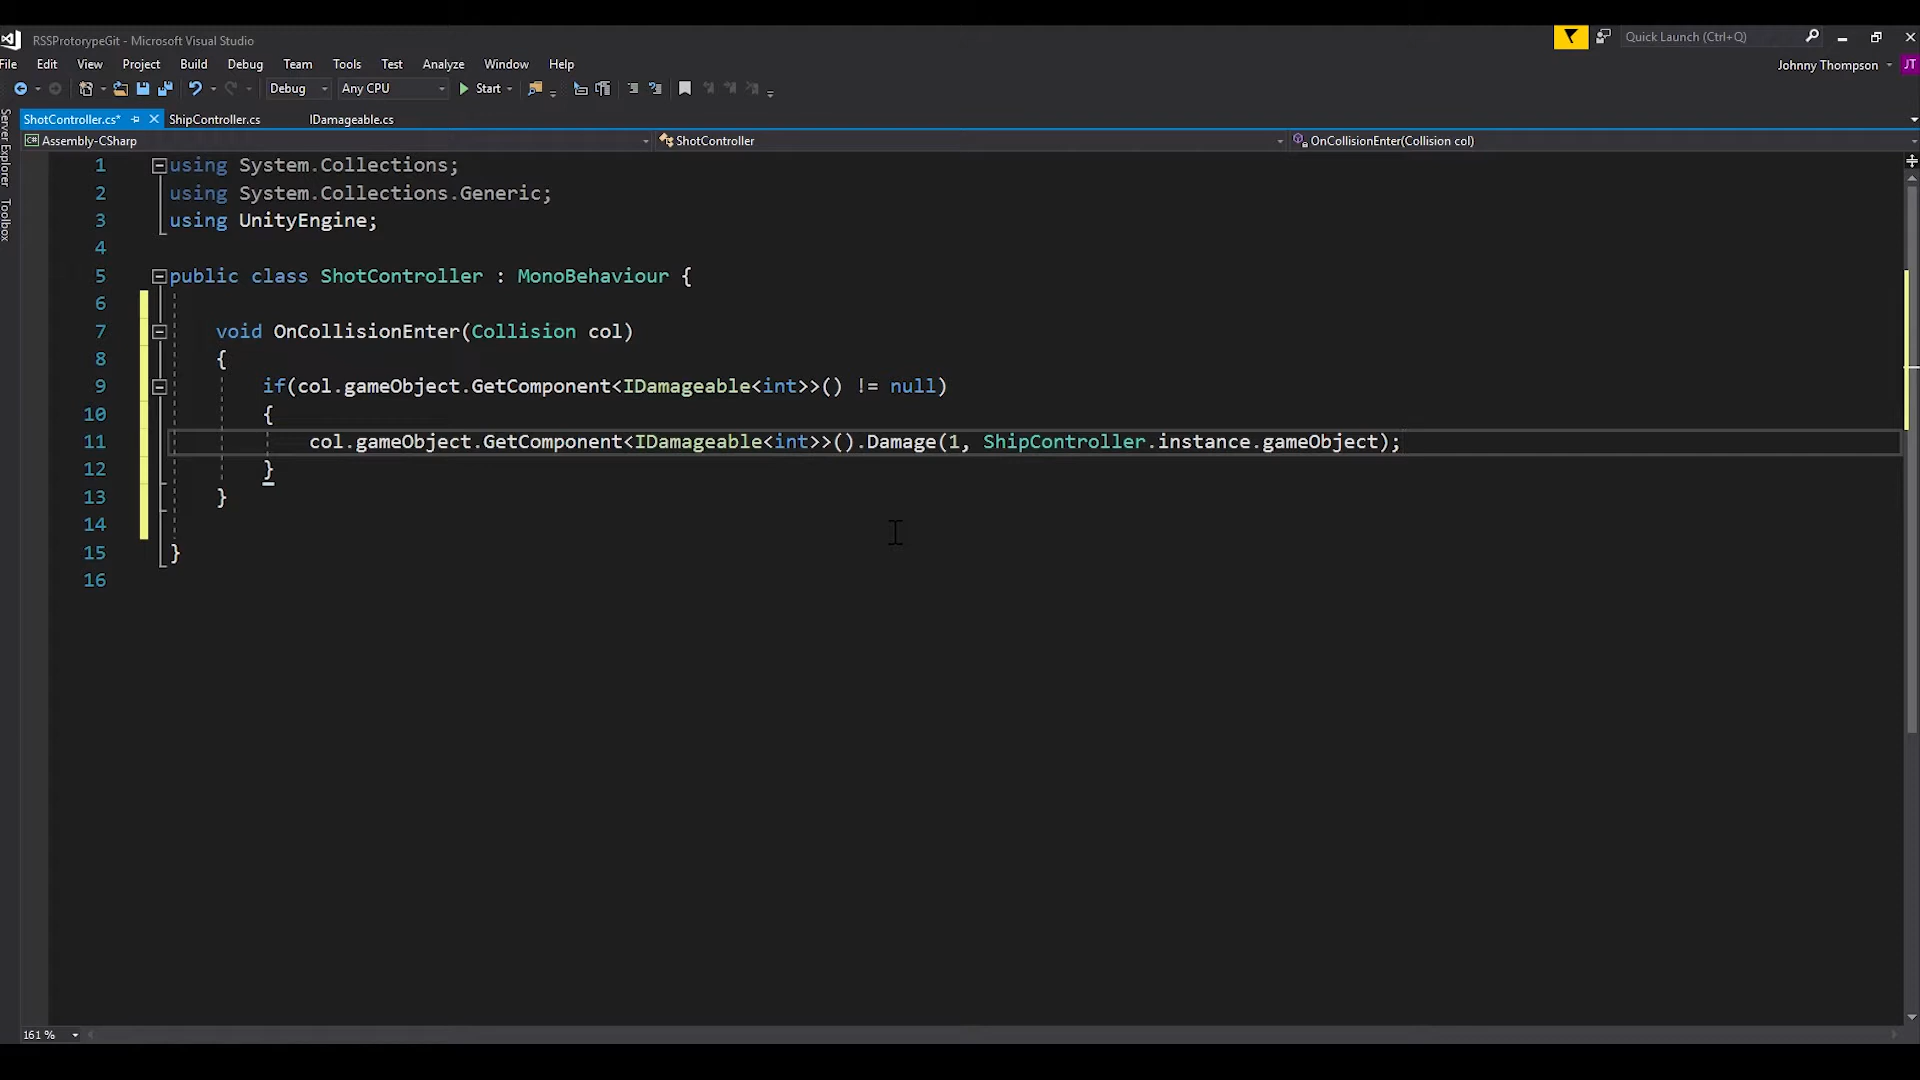 RSSProtorypeGit - Microsoft Visual Studio
Quick Launch (Ctrl+Q)
File Edit View Project Build Debug Team Tools Test Analyze Window Help
Johnny Thompson JT
Debug Any CPU Start
Server Explorer
Toolbox
ShotController.cs* ShipController.cs IDamageable.cs
C# Assembly-CSharp ShotController OnCollisionEnter(Collision col)
1 using System.Collections;
2 using System.Collections.Generic;
3 using UnityEngine;
4
5 public class ShotController : MonoBehaviour {
6
7 void OnCollisionEnter(Collision col)
8 {
9 if(col.gameObject.GetComponent<IDamageable<int>>() != null)
10 {
11 col.gameObject.GetComponent<IDamageable<int>>().Damage(1, ShipController.instance.gameObject);
12 }
13 }
14
15 }
16
161 %